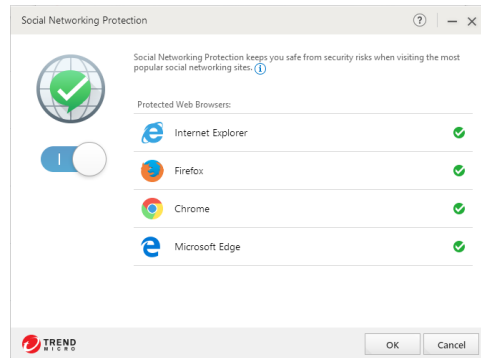 Social Networking Protection
?
Social Networking Protection keeps you safe from security risks when visiting the most
popular social networking sites. i
Protected Web Browsers:
Internet Explorer
Firefox
Chrome
Microsoft Edge
TREND
MICRO
OK
Cancel